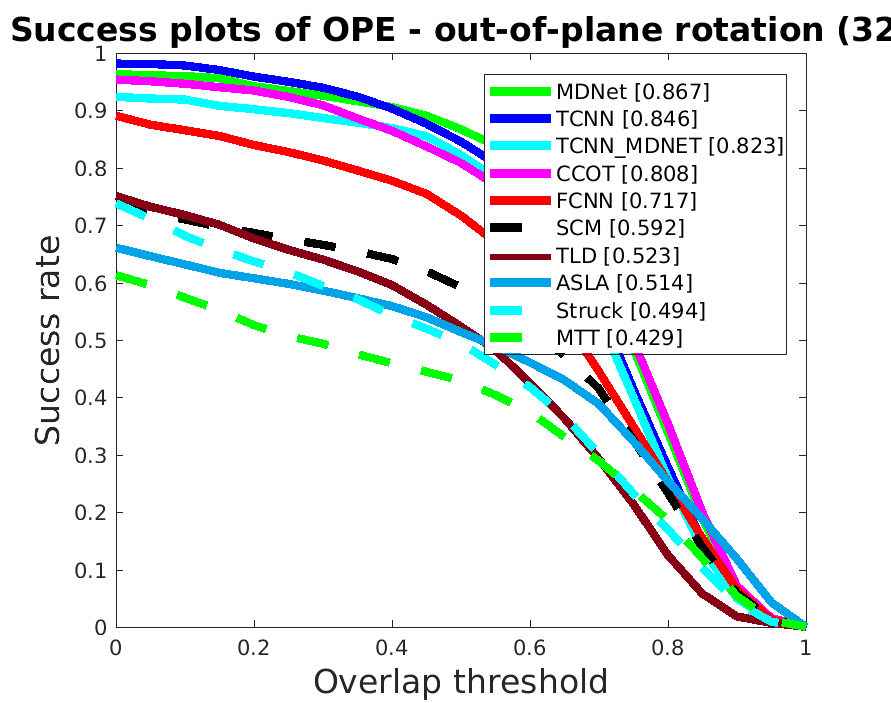 Success plots of OPE - out-of-plane rotation (32
MDNet [0.867]
TCNN [0.846]
TCNN_MDNET [0.823]
CCOT [0.808]
FCNN [0.717]
SCM [0.592]
TLD [0.523]
ASLA [0.514]
Struck [0.494]
MTT [0.429]
Success rate
1
0.9
0.8
0.7
0.6
0.5
0.4
0.3
0.2
0.1
0
0 0.2 0.4 0.6 0.8 1
Overlap threshold